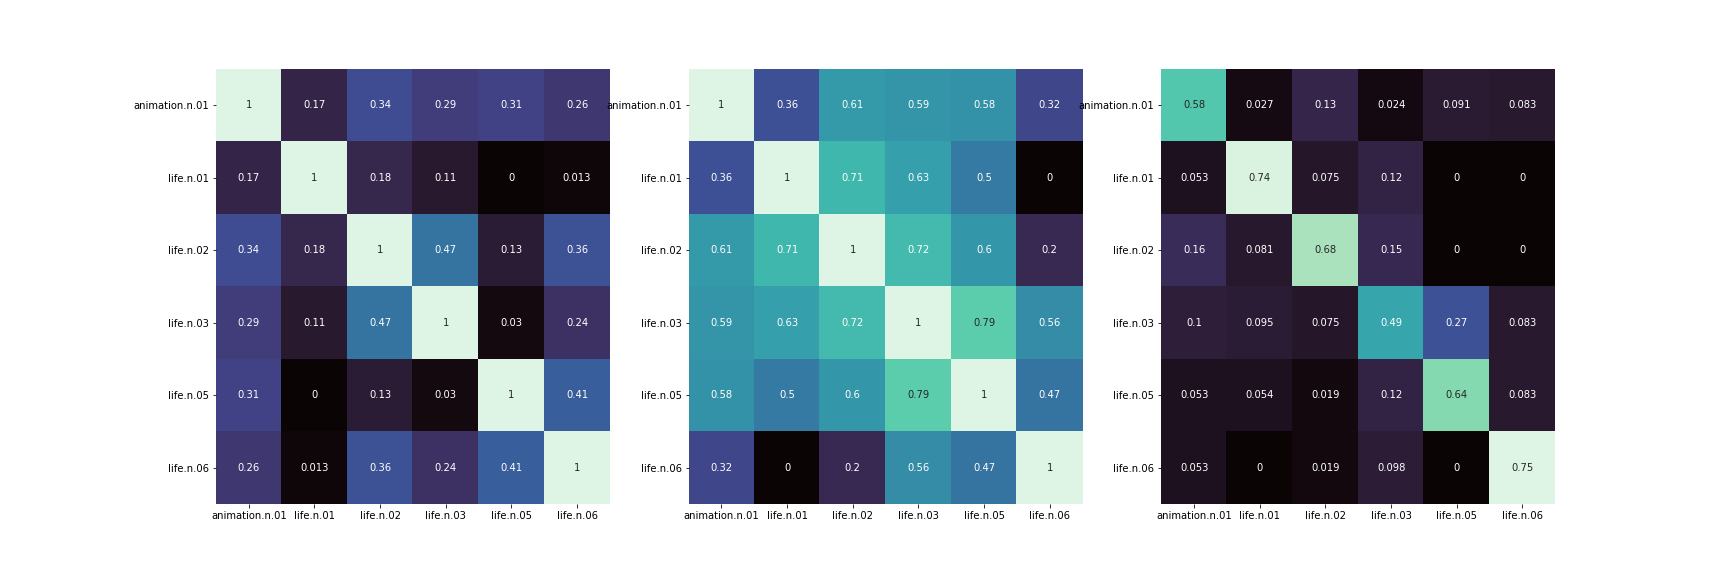 animation.n.01 1 0.17 0.34 0.29 0.31 0.26
life.n.01 0.17 1 0.18 0.11 0 0.013
life.n.02 0.34 0.18 1 0.47 0.13 0.36
life.n.03 0.29 0.11 0.47 1 0.03 0.24
life.n.05 0.31 0 0.13 0.03 1 0.41
life.n.06 0.26 0.013 0.36 0.24 0.41 1
animation.n.01 life.n.01 life.n.02 life.n.03 life.n.05 life.n.06
animation.n.01 1 0.36 0.61 0.59 0.58 0.32
life.n.01 0.36 1 0.71 0.63 0.5 0
life.n.02 0.61 0.71 1 0.72 0.6 0.2
life.n.03 0.59 0.63 0.72 1 0.79 0.56
life.n.05 0.58 0.5 0.6 0.79 1 0.47
life.n.06 0.32 0 0.2 0.56 0.47 1
animation.n.01 life.n.01 life.n.02 life.n.03 life.n.05 life.n.06
animation.n.01 0.58 0.027 0.13 0.024 0.091 0.083
life.n.01 0.053 0.74 0.075 0.12 0 0
life.n.02 0.16 0.081 0.68 0.15 0 0
life.n.03 0.1 0.095 0.075 0.49 0.27 0.083
life.n.05 0.053 0.054 0.019 0.12 0.64 0.083
life.n.06 0.053 0 0.019 0.098 0 0.75
animation.n.01 life.n.01 life.n.02 life.n.03 life.n.05 life.n.06